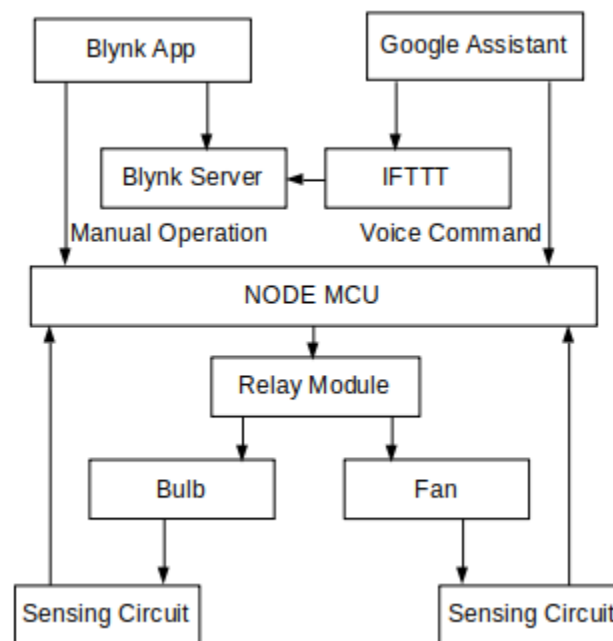 Blynk App
Google Assistant
Blynk Server
IFTTT
Manual Operation
Voice Command
NODE MCU
Relay Module
Bulb
Fan
Sensing Circuit
Sensing Circuit